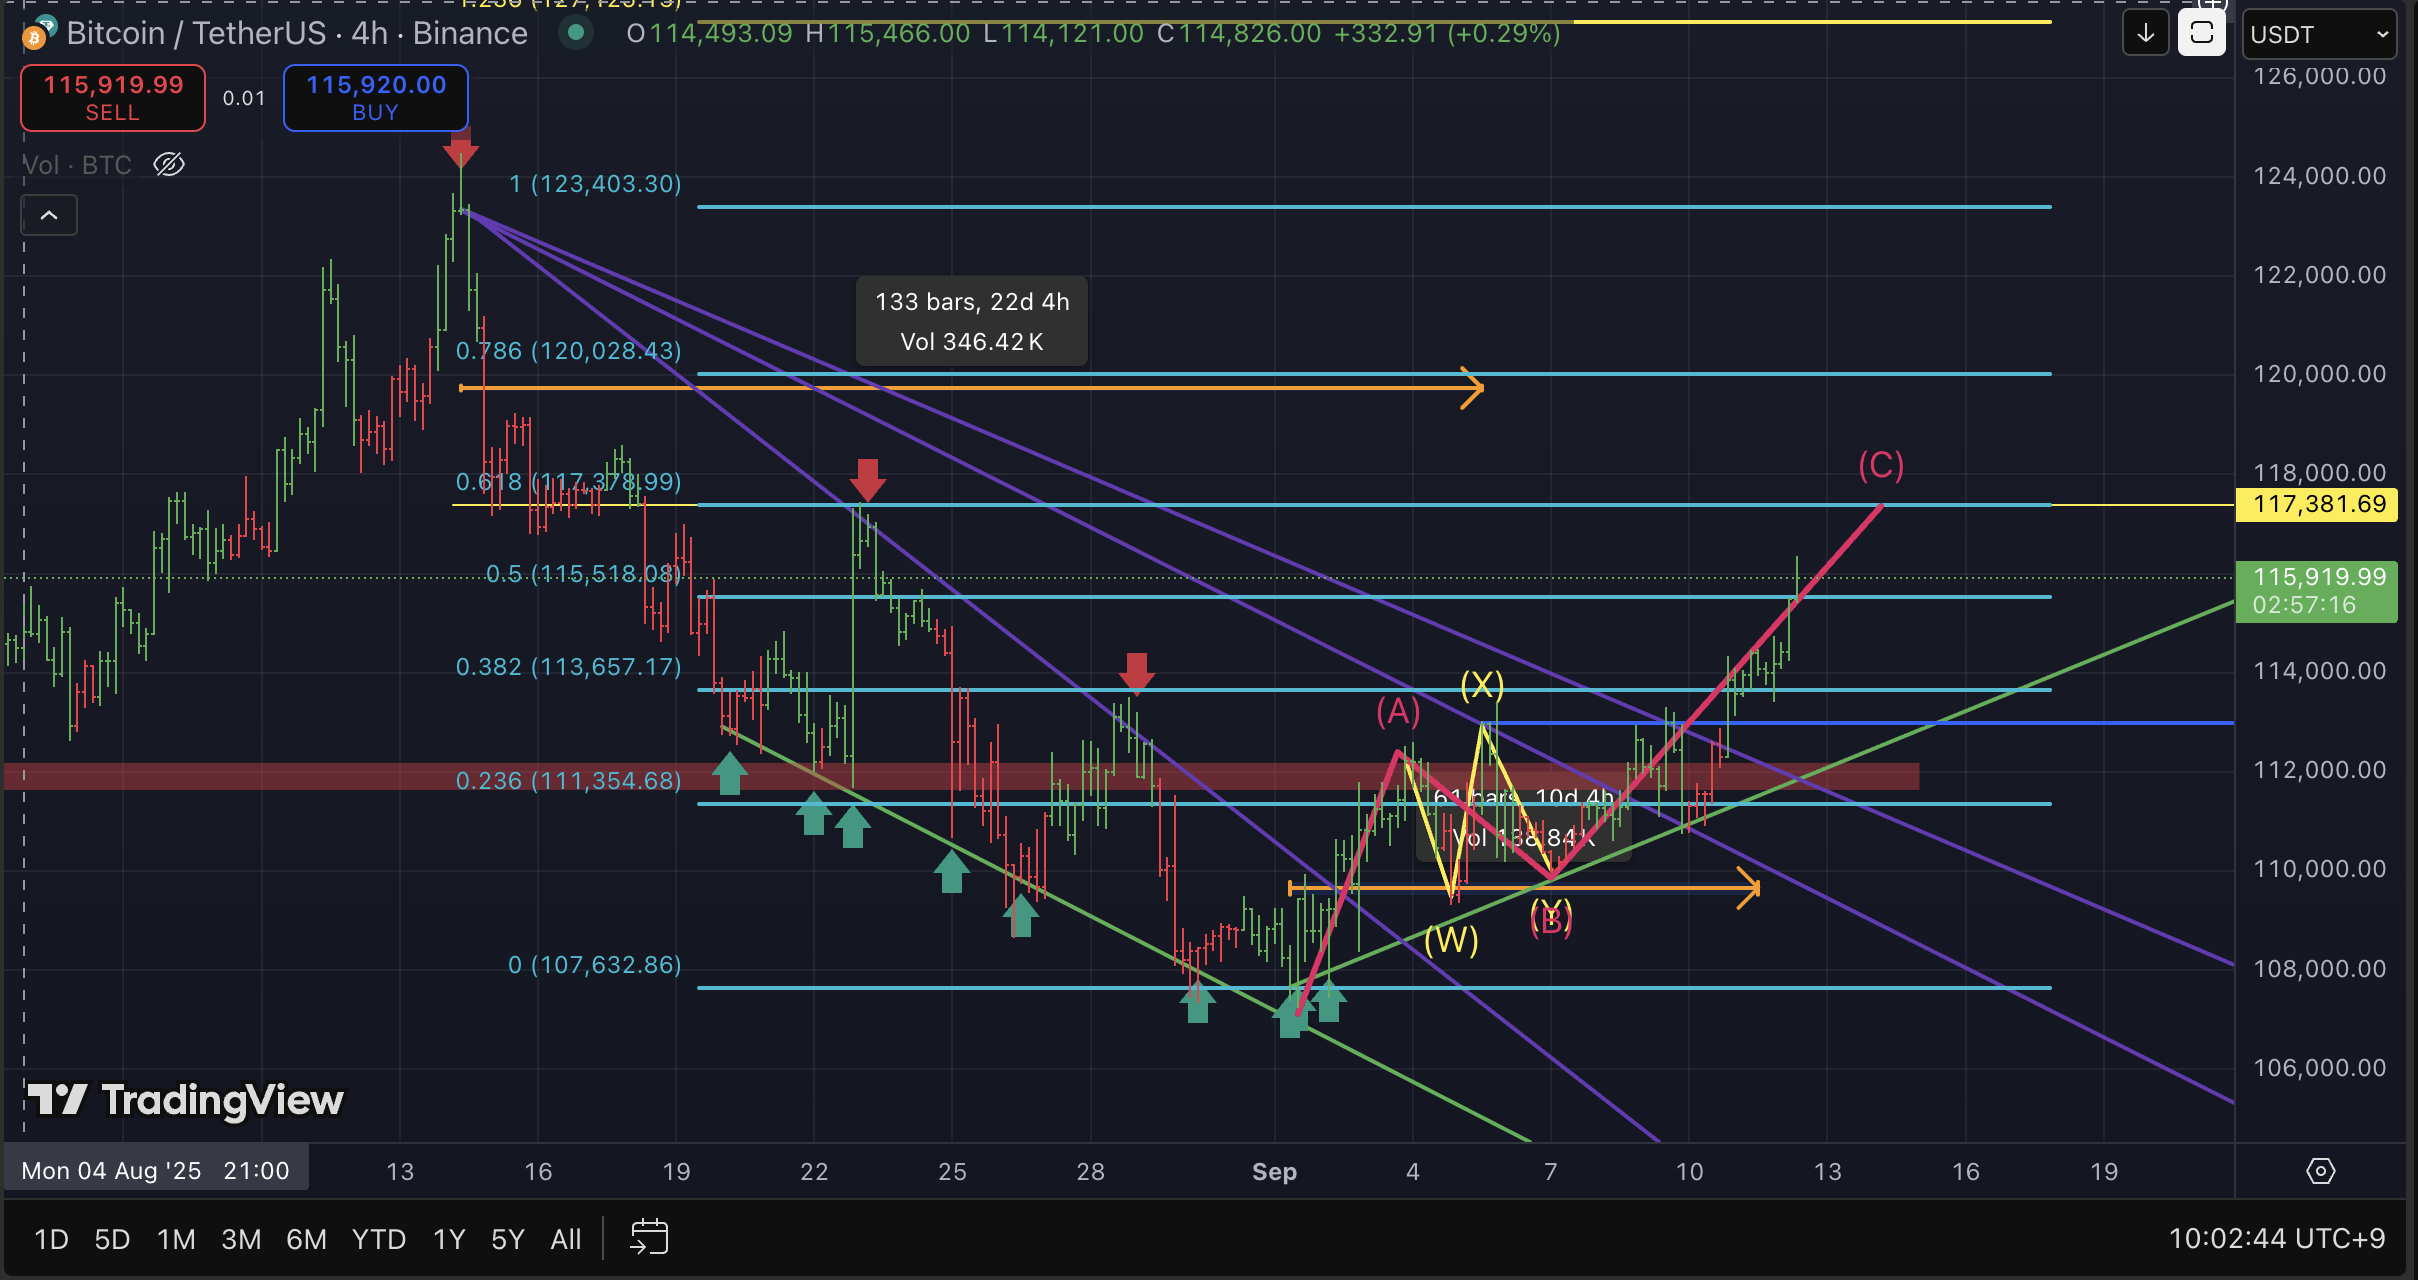 1.236 (127,125.13)
Bitcoin / TetherUS · 4h · Binance
O114,493.09 H115,466.00 L114,121.00 C114,826.00 +332.91 (+0.29%)
USDT
115,919.99
SELL
0.01
115,920.00
BUY
Vol · BTC
126,000.00
124,000.00
122,000.00
120,000.00
118,000.00
117,381.69
115,919.99
02:57:16
114,000.00
112,000.00
110,000.00
108,000.00
106,000.00
1 (123,403.30)
133 bars, 22d 4h
Vol 346.42K
0.786 (120,028.43)
0.618 (117,378.99)
(C)
0.5 (115,518.08)
0.382 (113,657.17)
(A)
(X)
0.236 (111,354.68)
61 bars, 10d 4h
Vol 138.84K
(W)
(Y)
(B)
0 (107,632.86)
TradingView
Mon 04 Aug '25 21:00
13 16 19 22 25 28 Sep 4 7 10 13 16 19
1D 5D 1M 3M 6M YTD 1Y 5Y All
10:02:44 UTC+9